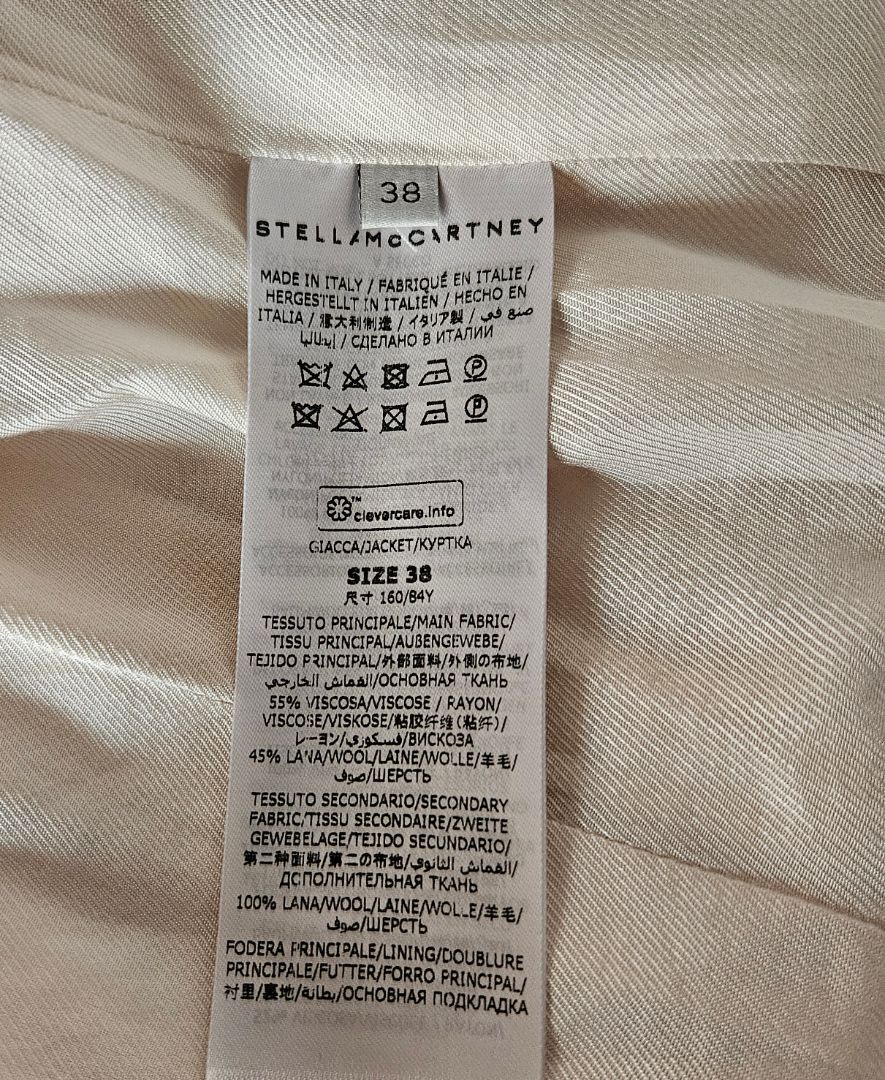 38
STELLA McCARTNEY
MADE IN ITALY / FABRIQUÉ EN ITALIE /
HERGESTELLT IN ITALIEN / HECHO EN
ITALIA / 意大利制造 / イタリア製 / صنع في
إيطاليا / СДЕЛАНО В ИТАЛИИ
P
P
clevercare.info™
GIACCA/JACKET/КУРТКА
SIZE 38
尺寸 160/84Y
TESSUTO PRINCIPALE/MAIN FABRIC/
TISSU PRINCIPAL/AUßENGEWEBE/
TEJIDO PRINCIPAL/外部面料/外側の布地/
القماش الخارجي/ОСНОВНАЯ ТКАНЬ
55% VISCOSA/VISCOSE / RAYON/
VISCOSE/VISKOSE/粘胶纤维(粘纤)/
レーヨン/فسكوزي/ВИСКОЗА
45% LANA/WOOL/LAINE/WOLLE/羊毛/
صوف/ШЕРСТЬ
TESSUTO SECONDARIO/SECONDARY
FABRIC/TISSU SECONDAIRE/ZWEITE
GEWEBELAGE/TEJIDO SECUNDARIO/
第二种面料/第二の布地/القماش الثانوي/
ДОПОЛНИТЕЛЬНАЯ ТКАНЬ
100% LANA/WOOL/LAINE/WOLLE/羊毛/
صوف/ШЕРСТЬ
FODERA PRINCIPALE/LINING/DOUBLURE
PRINCIPALE/FUTTER/FORRO PRINCIPAL/
衬里/裏地/بطانة/ОСНОВНАЯ ПОДКЛАДКА